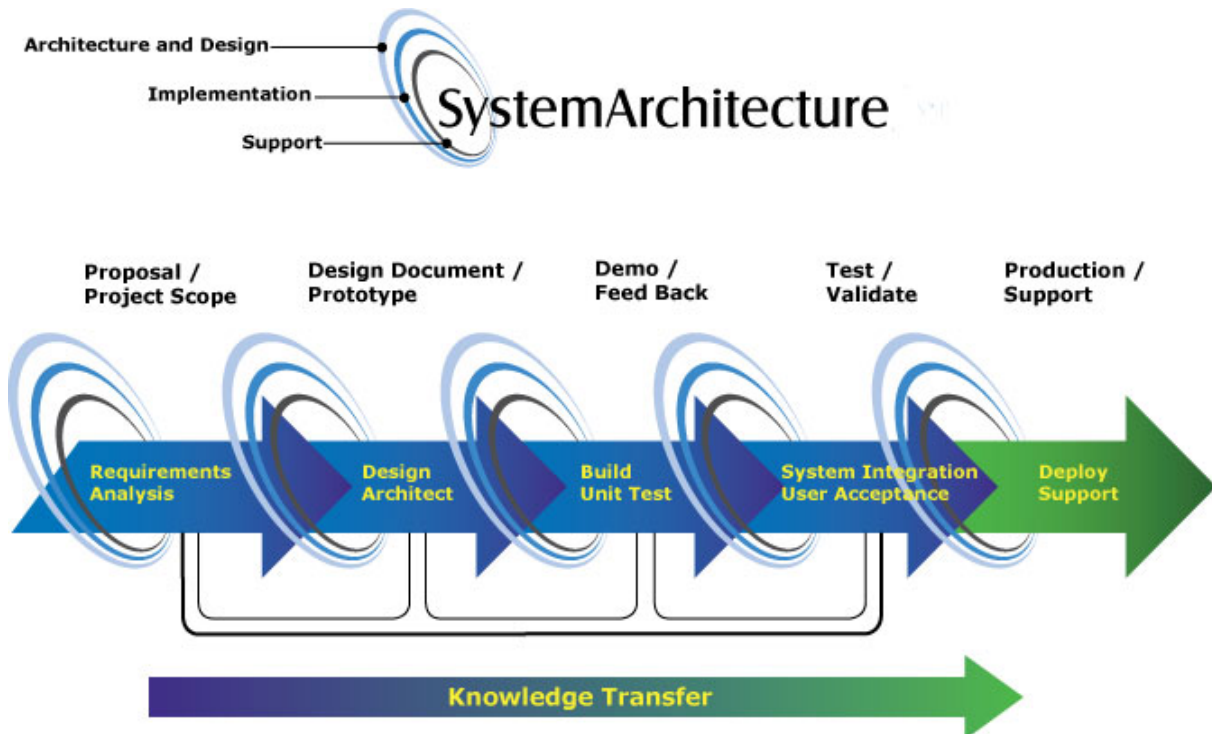 Architecture and Design
Implementation
SystemArchitecture
Support
Proposal /
Project Scope
Design Document /
Prototype
Demo /
Feed Back
Test /
Validate
Production /
Support
Requirements
Analysis
Design
Architect
Build
Unit Test
System Integration
User Acceptance
Deploy
Support
Knowledge Transfer